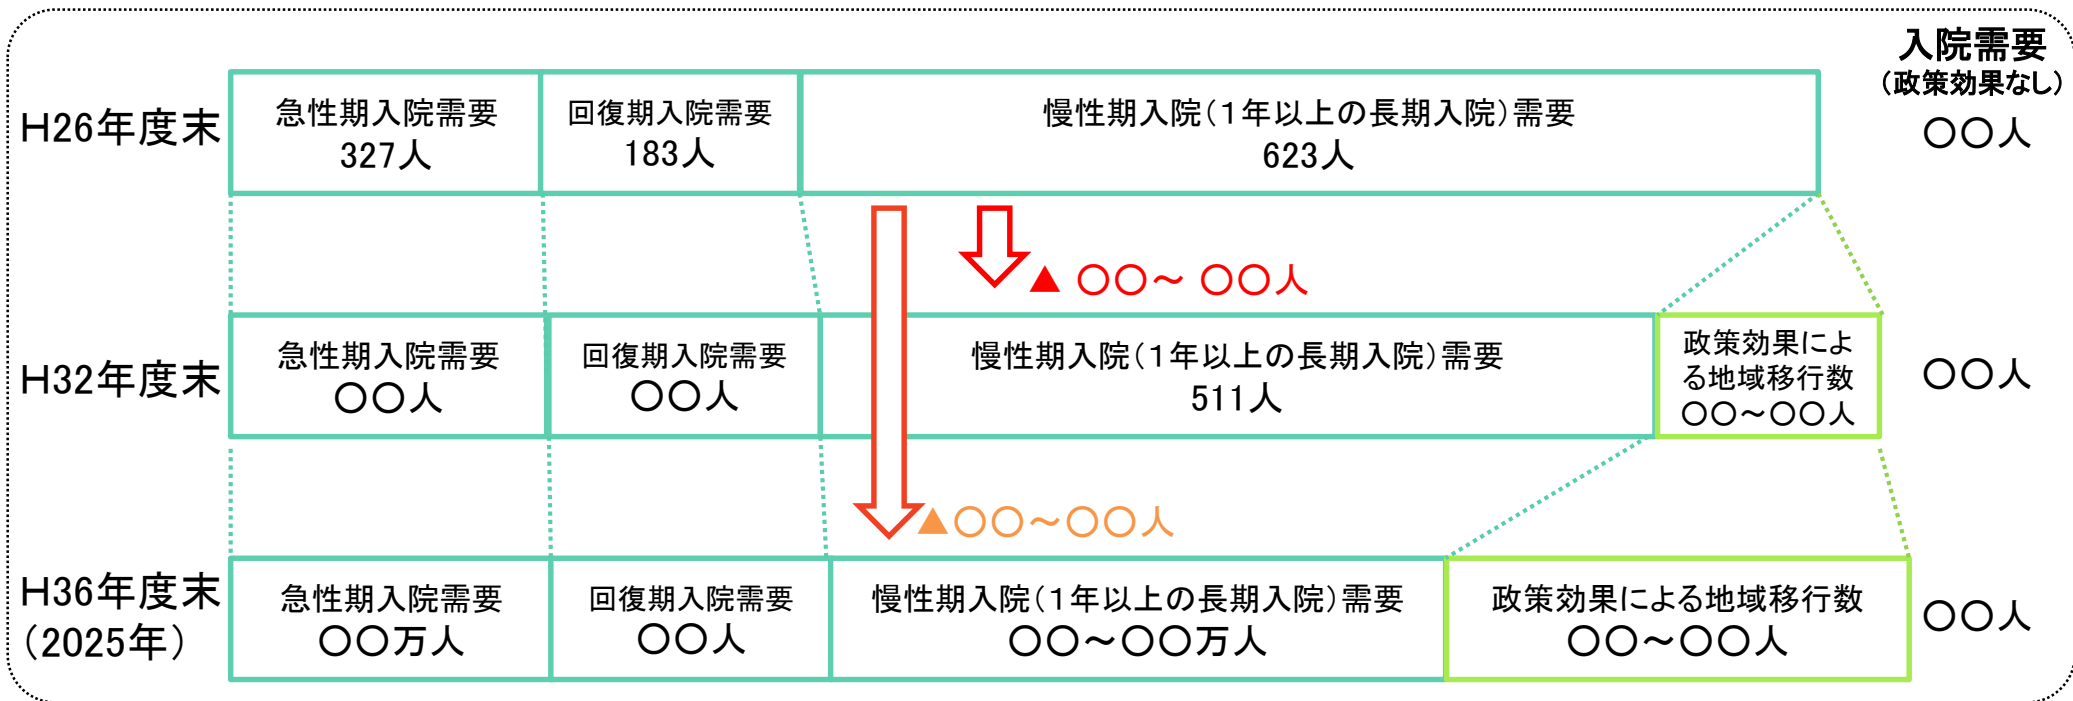 入院需要
（政策効果なし）
H26年度末
急性期入院需要
327人
回復期入院需要
183人
慢性期入院（１年以上の長期入院）需要
623人
〇〇人
▲ 〇〇～ 〇〇人
H32年度末
急性期入院需要
〇〇人
回復期入院需要
〇〇人
慢性期入院（１年以上の長期入院）需要
511人
政策効果によ
る地域移行数
〇〇～〇〇人
〇〇人
▲〇〇～〇〇人
H36年度末
（2025年）
急性期入院需要
〇〇万人
回復期入院需要
〇〇人
慢性期入院（１年以上の長期入院）需要
〇〇～〇〇万人
政策効果による地域移行数
〇〇～〇〇人
〇〇人